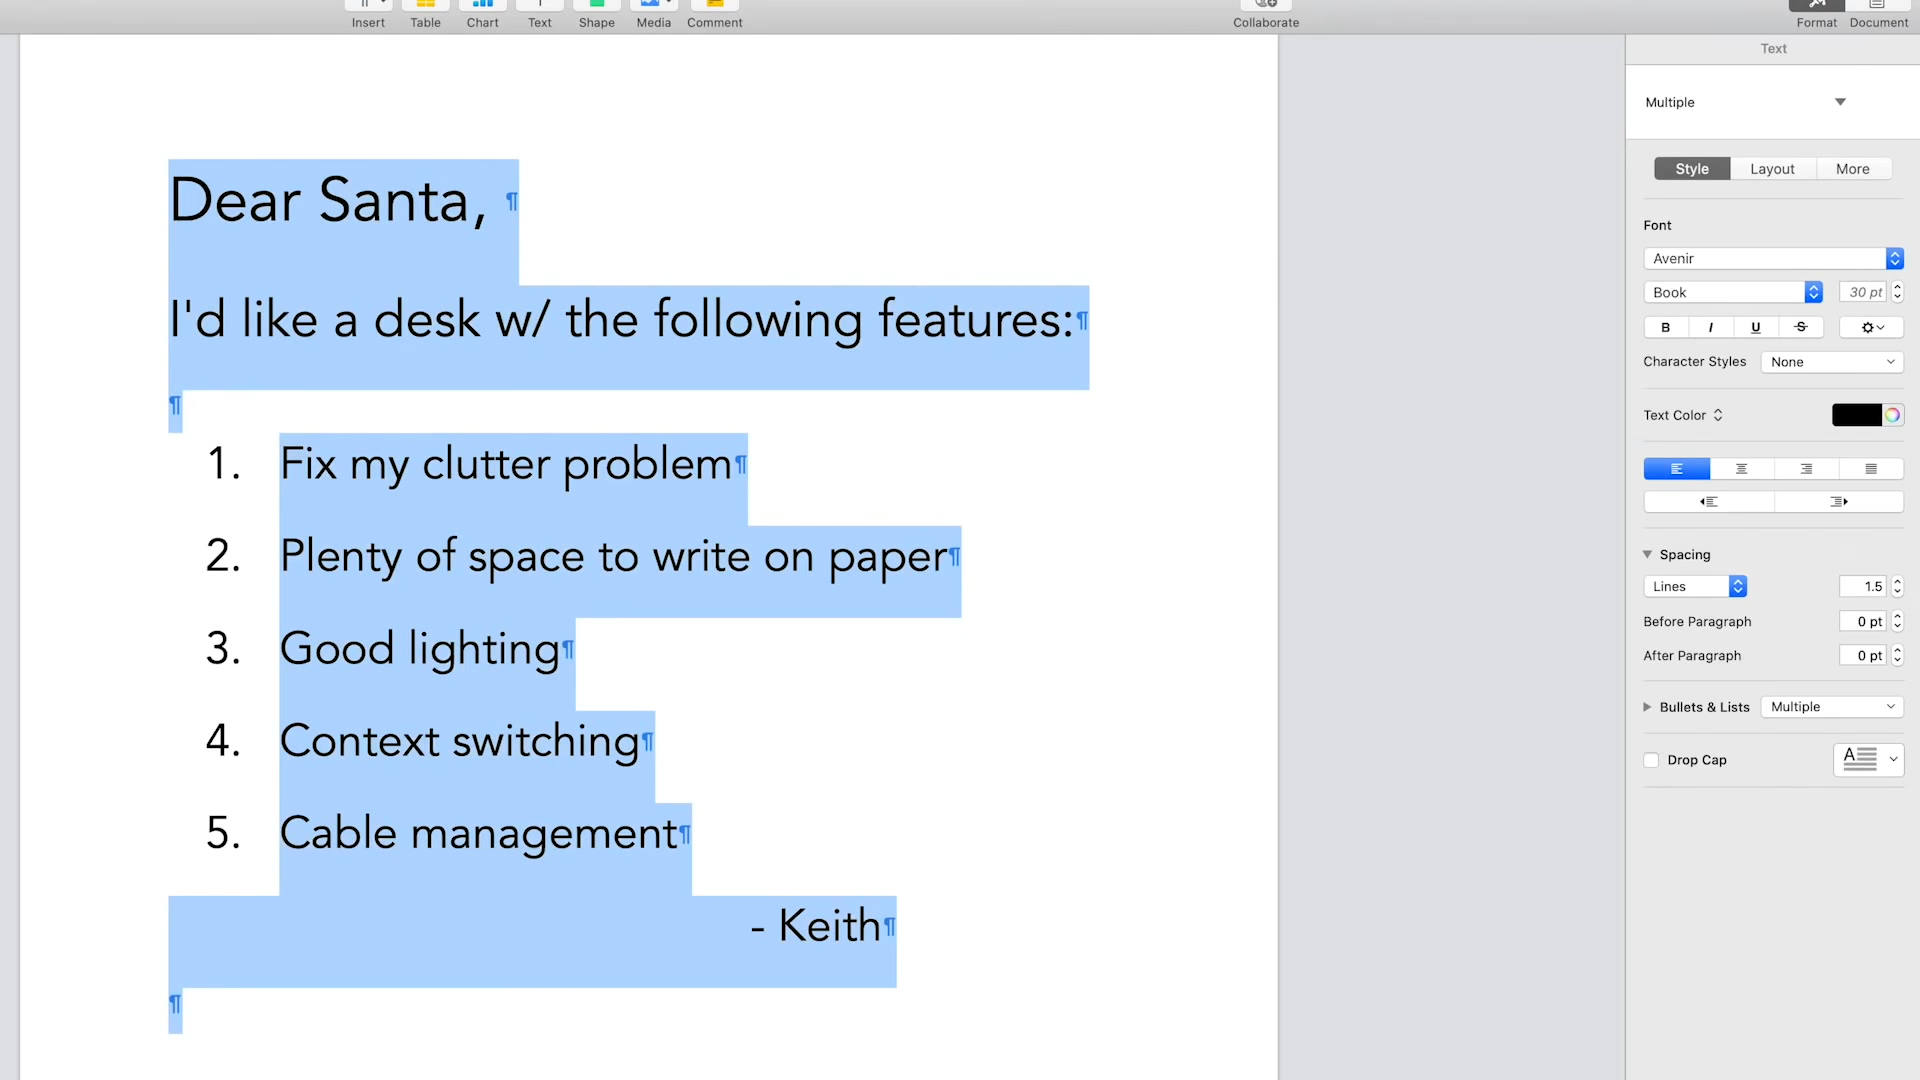 Insert Table Chart Text Shape Media Comment Collaborate Format Document
Text
Multiple
Style Layout More
Font
Avenir
Book 30 pt
B I U S
Character Styles None
Text Color
Spacing
Lines 1.5
Before Paragraph 0 pt
After Paragraph 0 pt
Bullets & Lists Multiple
Drop Cap A
Dear Santa, ¶
I'd like a desk w/ the following features:¶
¶
1. Fix my clutter problem¶
2. Plenty of space to write on paper¶
3. Good lighting¶
4. Context switching¶
5. Cable management¶
- Keith¶
¶